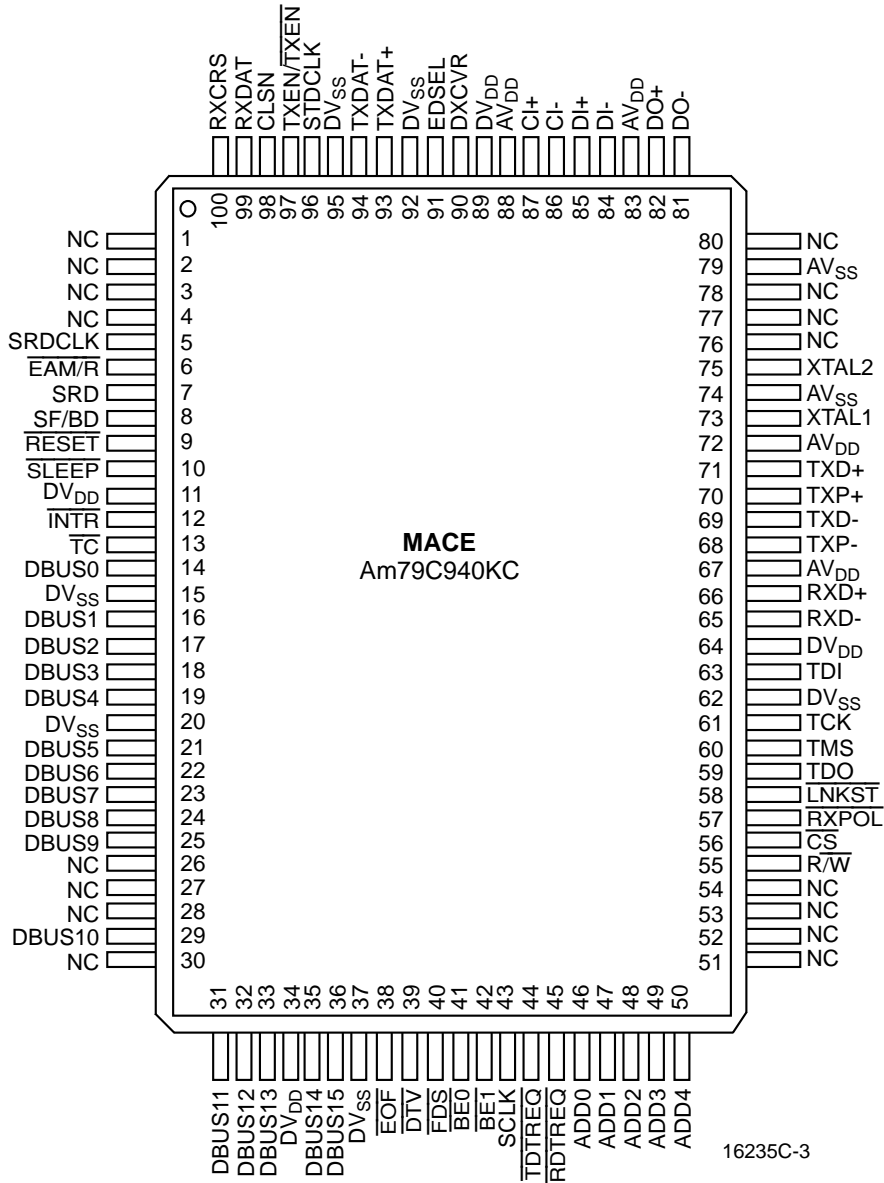 RXCRS
RXDAT
CLSN
TXEN/TXEN
STDCLK
DVSS
TXDAT-
TXDAT+
DVSS
EDSEL
DXCVR
DVDD
AVDD
CI+
CI-
DI+
DI-
AVDD
DO+
DO-
100 99 98 97 96 95 94 93 92 91 90 89 88 87 86 85 84 83 82 81
NC 1
NC 2
NC 3
NC 4
SRDCLK 5
EAM/R 6
SRD 7
SF/BD 8
RESET 9
SLEEP 10
DVDD 11
INTR 12
TC 13
DBUS0 14
DVSS 15
DBUS1 16
DBUS2 17
DBUS3 18
DBUS4 19
DVSS 20
DBUS5 21
DBUS6 22
DBUS7 23
DBUS8 24
DBUS9 25
NC 26
NC 27
NC 28
DBUS10 29
NC 30
MACE
Am79C940KC
80 NC
79 AVSS
78 NC
77 NC
76 NC
75 XTAL2
74 AVSS
73 XTAL1
72 AVDD
71 TXD+
70 TXP+
69 TXD-
68 TXP-
67 AVDD
66 RXD+
65 RXD-
64 DVDD
63 TDI
62 DVSS
61 TCK
60 TMS
59 TDO
58 LNKST
57 RXPOL
56 CS
55 R/W
54 NC
53 NC
52 NC
51 NC
31 32 33 34 35 36 37 38 39 40 41 42 43 44 45 46 47 48 49 50
DBUS11
DBUS12
DBUS13
DVDD
DBUS14
DBUS15
DVSS
EOF
DTV
FDS
BE0
BE1
SCLK
TDTREQ
RDTREQ
ADD0
ADD1
ADD2
ADD3
ADD4
16235C-3